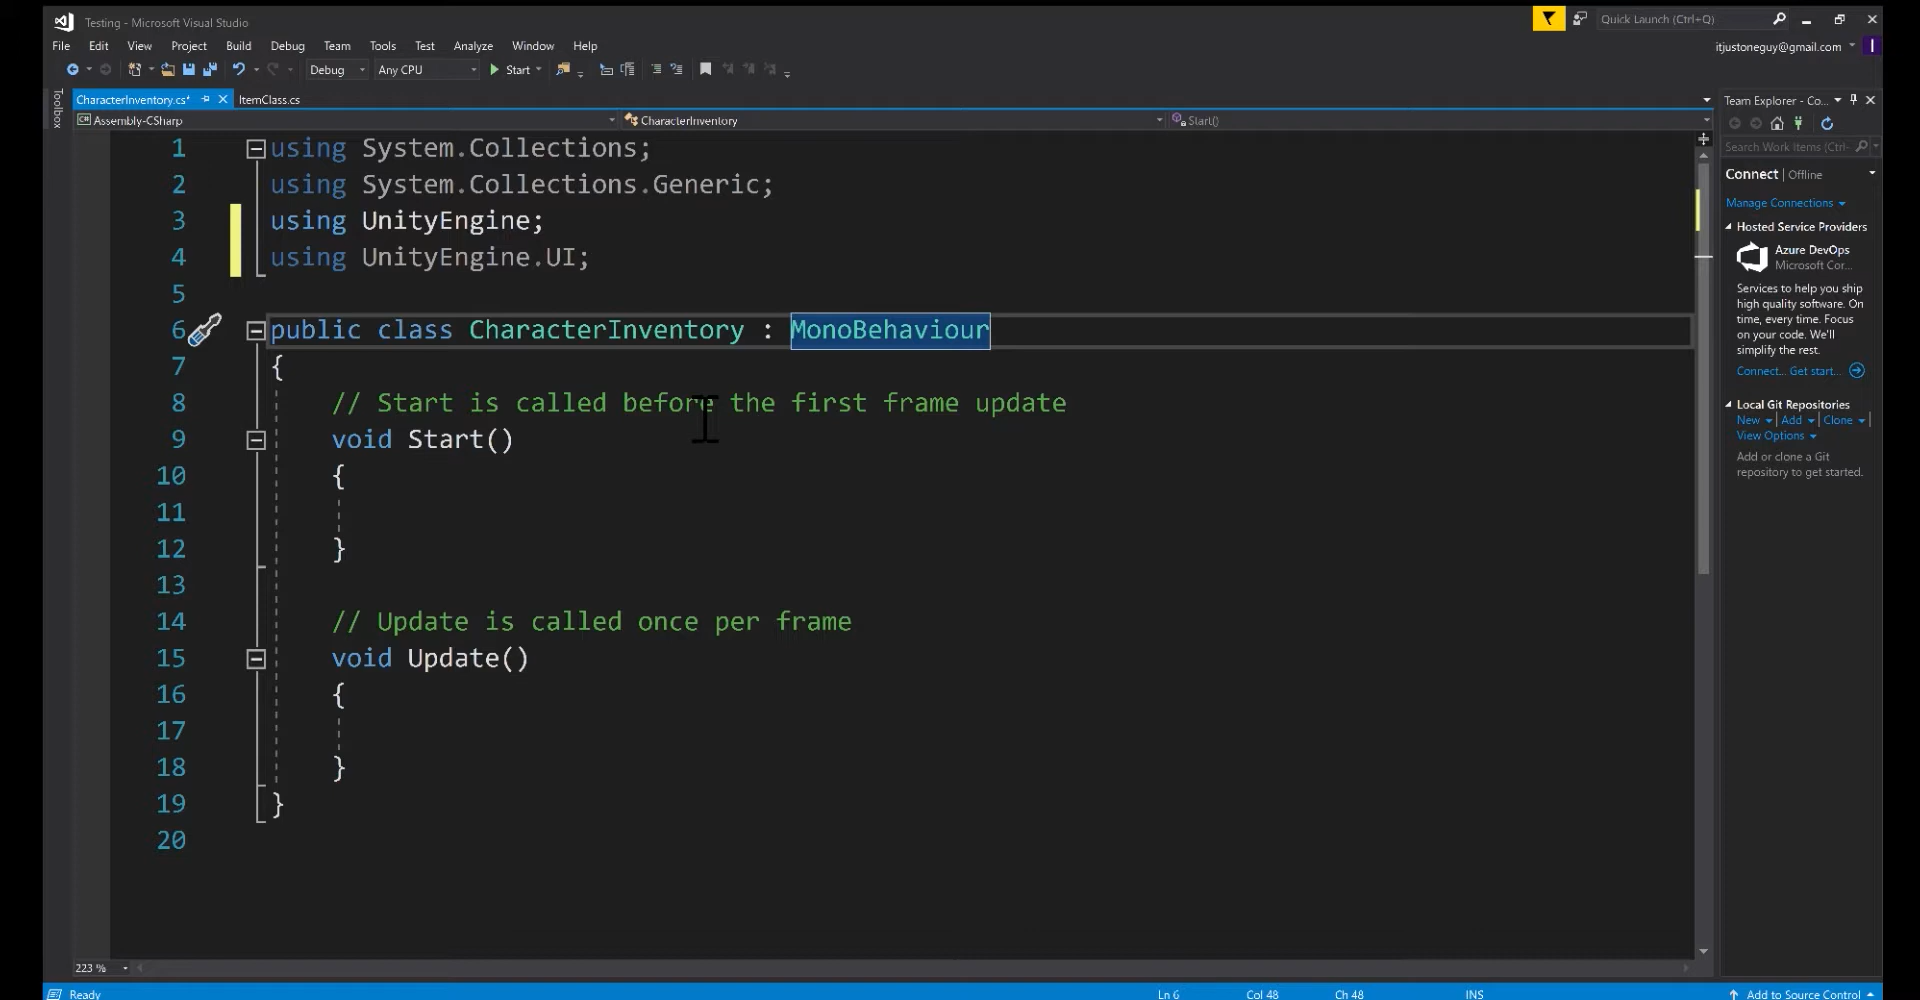 Testing - Microsoft Visual Studio
Quick Launch (Ctrl+Q)
File Edit View Project Build Debug Team Tools Test Analyze Window Help
itjustoneguy@gmail.com
I
Debug Any CPU Start
Toolbox
CharacterInventory.cs* ItemClass.cs
Assembly-CSharp CharacterInventory Start()
1 using System.Collections;
2 using System.Collections.Generic;
3 using UnityEngine;
4 using UnityEngine.UI;
5
6 public class CharacterInventory : MonoBehaviour
7 {
8 // Start is called before the first frame update
9 void Start()
10 {
11
12 }
13
14 // Update is called once per frame
15 void Update()
16 {
17
18 }
19 }
20
223 %
Team Explorer - Co...
Search Work Items (Ctrl-
Connect | Offline
Manage Connections
Hosted Service Providers
Azure DevOps
Microsoft Cor...
Services to help you ship
high quality software. On
time, every time. Focus
on your code. We'll
simplify the rest.
Connect... Get start...
Local Git Repositories
New | Add | Clone |
View Options
Add or clone a Git
repository to get started.
Ready Ln 6 Col 48 Ch 48 INS Add to Source Control